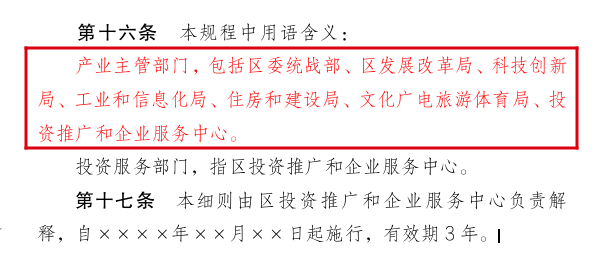 第十六条 本规程中用语含义：
产业主管部门，包括区委统战部、区发展改革局、科技创新
局、工业和信息化局、住房和建设局、文化广电旅游体育局、投
资推广和企业服务中心。
投资服务部门，指区投资推广和企业服务中心。
第十七条 本细则由区投资推广和企业服务中心负责解
释，自××××年××月××日起施行，有效期3年。